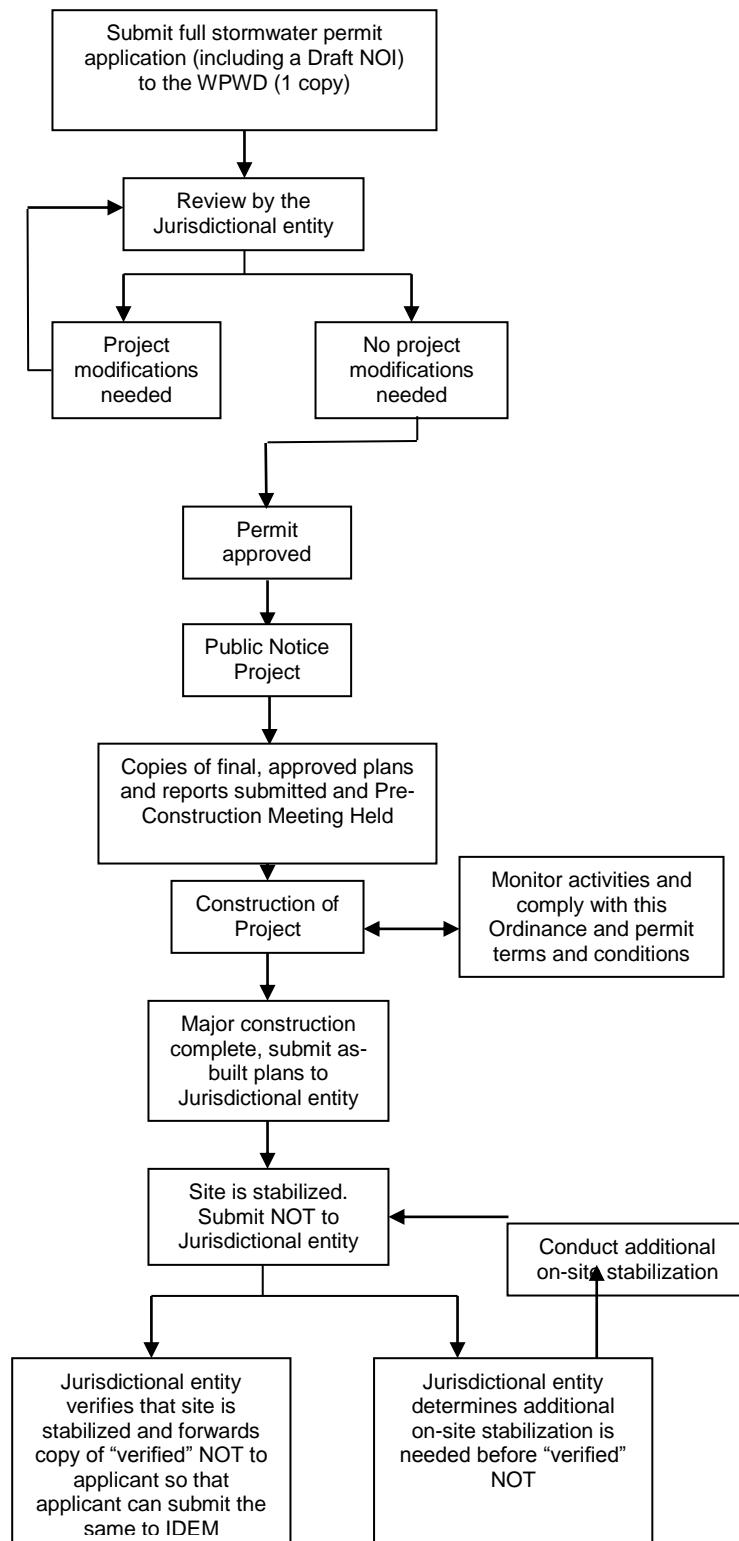 Submit full stormwater permit
application (including a Draft NOI)
to the WPWD (1 copy)
Review by the
Jurisdictional entity
Project
modifications
needed
No project
modifications
needed
Permit
approved
Public Notice
Project
Copies of final, approved plans
and reports submitted and Pre-
Construction Meeting Held
Construction of
Project
Monitor activities and
comply with this
Ordinance and permit
terms and conditions
Major construction
complete, submit as-
built plans to
Jurisdictional entity
Site is stabilized.
Submit NOT to
Jurisdictional entity
Conduct additional
on-site stabilization
Jurisdictional entity
verifies that site is
stabilized and forwards
copy of “verified” NOT to
applicant so that
applicant can submit the
same to IDEM
Jurisdictional entity
determines additional
on-site stabilization is
needed before “verified”
NOT